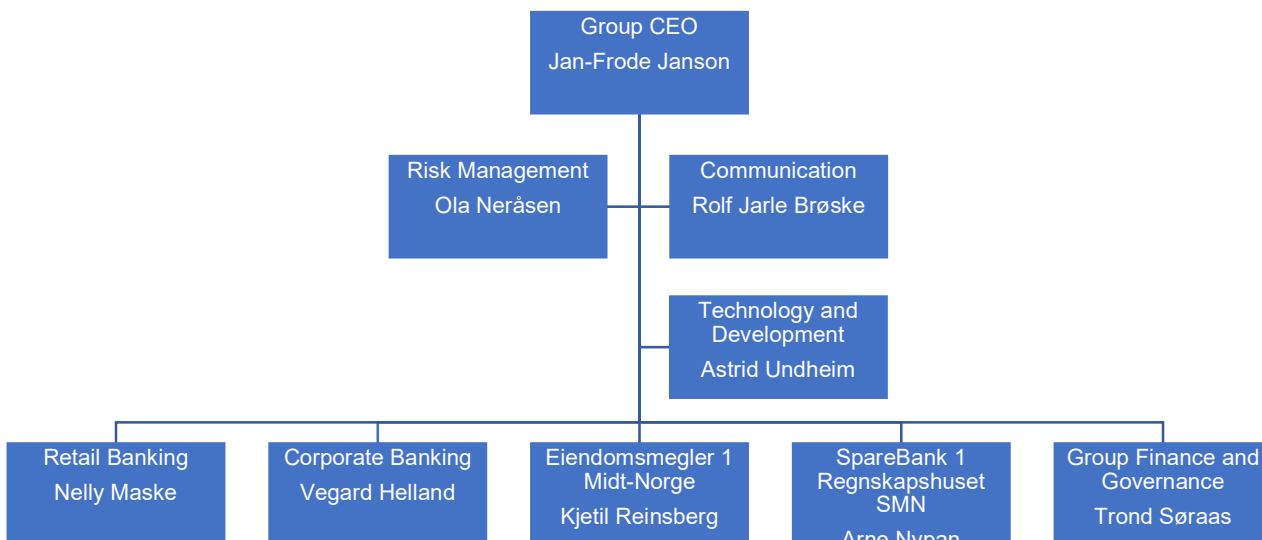 Group CEO
Jan-Frode Janson
Risk Management
Ola Neråsen
Communication
Rolf Jarle Brøske
Technology and
Development
Astrid Undheim
Retail Banking
Nelly Maske
Corporate Banking
Vegard Helland
Eiendomsmegler 1
Midt-Norge
Kjetil Reinsberg
SpareBank 1
Regnskapshuset
SMN
Arne Nypan
Group Finance and
Governance
Trond Søraas